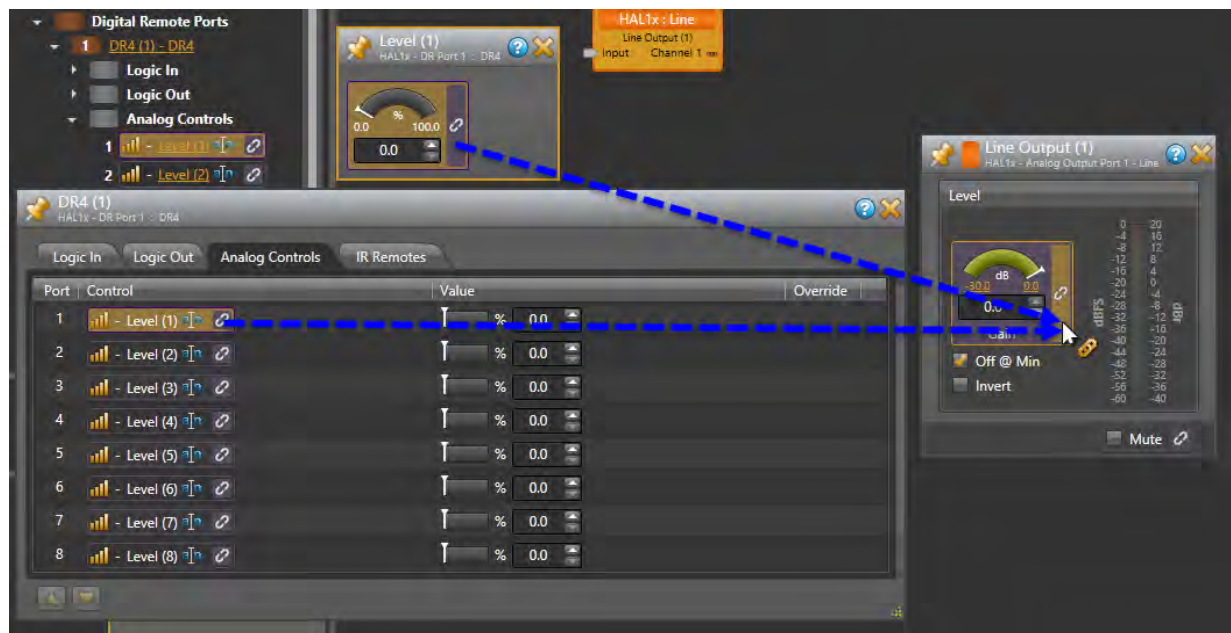 Digital Remote Ports
1 DR4 (1) - DR4
Logic In
Logic Out
Analog Controls
1 - Level (1)
2 - Level (2)
Level (1)
HAL1x - DR Port 1 : DR4
%
0.0 100.0
0.0
HAL1x : Line
Line Output (1)
Input Channel 1
DR4 (1)
HAL1x - DR Port 1 : DR4
Logic In Logic Out Analog Controls IR Remotes
Port Control Value Override
1 - Level (1) % 0.0
2 - Level (2) % 0.0
3 - Level (3) % 0.0
4 - Level (4) % 0.0
5 - Level (5) % 0.0
6 - Level (6) % 0.0
7 - Level (7) % 0.0
8 - Level (8) % 0.0
Line Output (1)
HAL1x - Analog Output Port 1 - Line
Level
dB
-30.0 0.0
0.0
Gain
Off @ Min
Invert
dBFS
0 20
-4 16
-8 12
-12 8
-16 4
-20 0
-24 -4
-28 -8
-32 -12
-36 -16
-40 -20
-44 -24
-48 -28
-52 -32
-56 -36
-60 -40
dBr
Mute